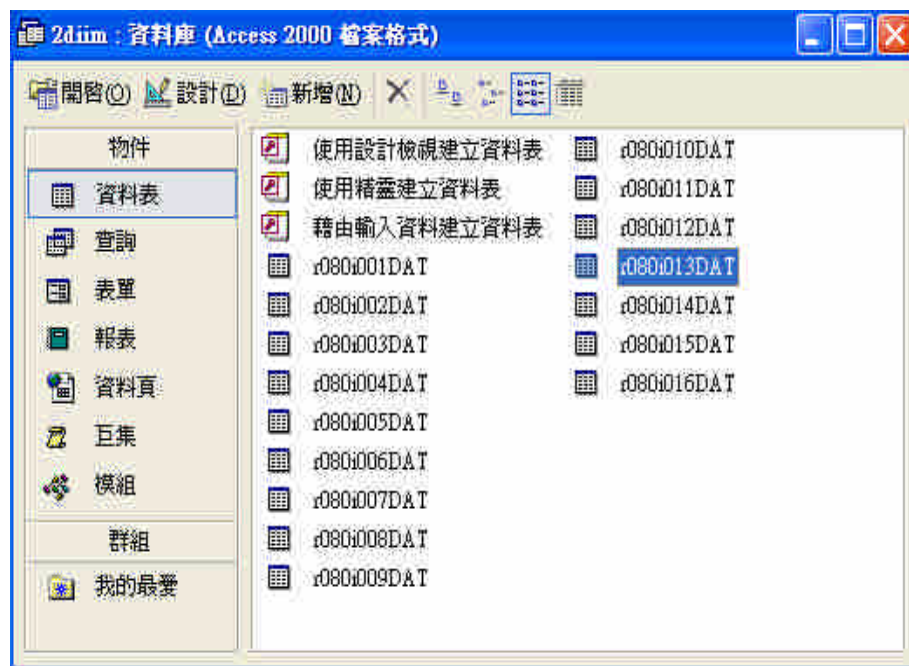 2diim : 資料庫 (Access 2000 檔案格式)
開啓(O) 設計(D) 新增(N)
物件
資料表
查詢
表單
報表
資料頁
巨集
模組
群組
我的最愛
使用設計檢視建立資料表
使用精靈建立資料表
藉由輸入資料建立資料表
r080i001DAT
r080i002DAT
r080i003DAT
r080i004DAT
r080i005DAT
r080i006DAT
r080i007DAT
r080i008DAT
r080i009DAT
r080i010DAT
r080i011DAT
r080i012DAT
r080i013DAT
r080i014DAT
r080i015DAT
r080i016DAT